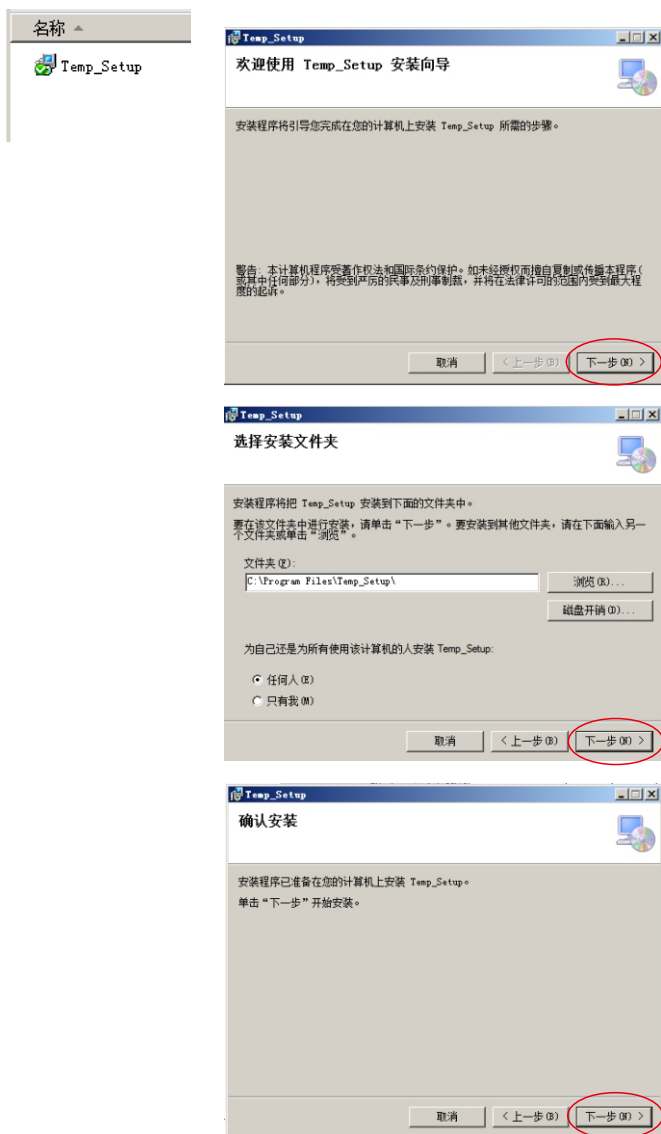 名称
Temp_Setup
Temp_Setup
欢迎使用 Temp_Setup 安装向导
安装程序将引导您完成在您的计算机上安装 Temp_Setup 所需的步骤。
警告: 本计算机程序受著作权法和国际条约保护。如未经授权而擅自复制或传播本程序(
或其中任何部分)，将受到严厉的民事及刑事制裁，并将在法律许可的范围内受到最大程
度的起诉。
取消
< 上一步(B)
下一步(N) >
Temp_Setup
选择安装文件夹
安装程序将把 Temp_Setup 安装到下面的文件夹中。
要在该文件夹中进行安装，请单击“下一步”。要安装到其他文件夹，请在下面输入另一
个文件夹或单击“浏览”。
文件夹(F):
C:\Program Files\Temp_Setup\
浏览(R)...
磁盘开销(D)...
为自己还是为所有使用该计算机的人安装 Temp_Setup:
任何人(E)
只有我(M)
取消
< 上一步(B)
下一步(N) >
Temp_Setup
确认安装
安装程序已准备在您的计算机上安装 Temp_Setup。
单击“下一步”开始安装。
取消
< 上一步(B)
下一步(N) >